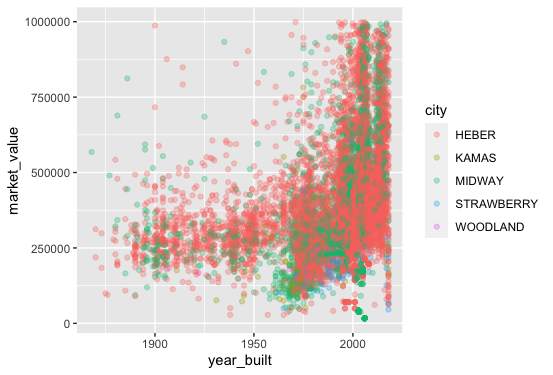 1000000
750000
500000
250000
0
market_value
1900
1950
2000
year_built
city
HEBER
KAMAS
MIDWAY
STRAWBERRY
WOODLAND